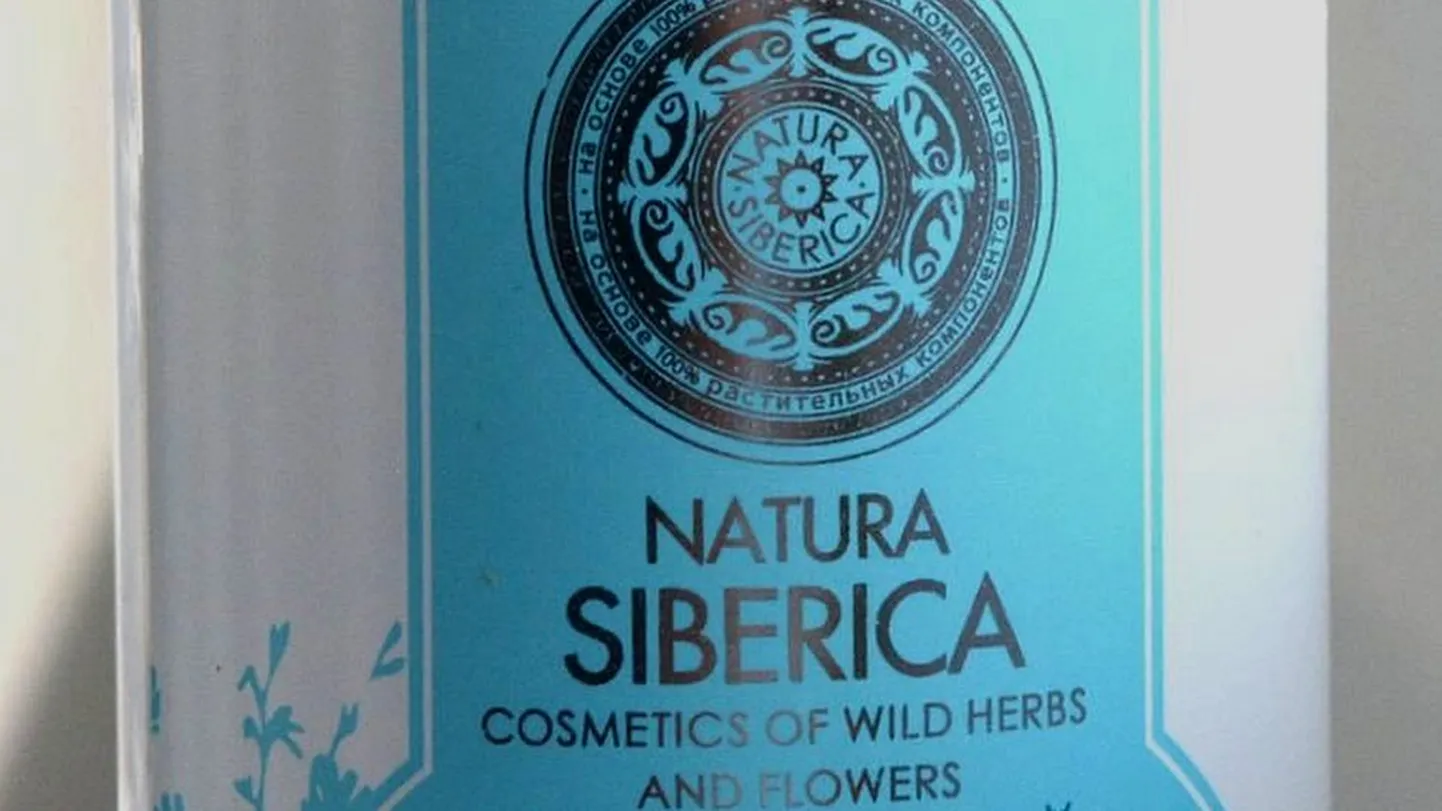 на основе 100% компонентов
на основе 100% растительных компонентов
NATURA
SIBERICA
NATURA
SIBERICA
COSMETICS OF WILD HERBS
AND FLOWERS